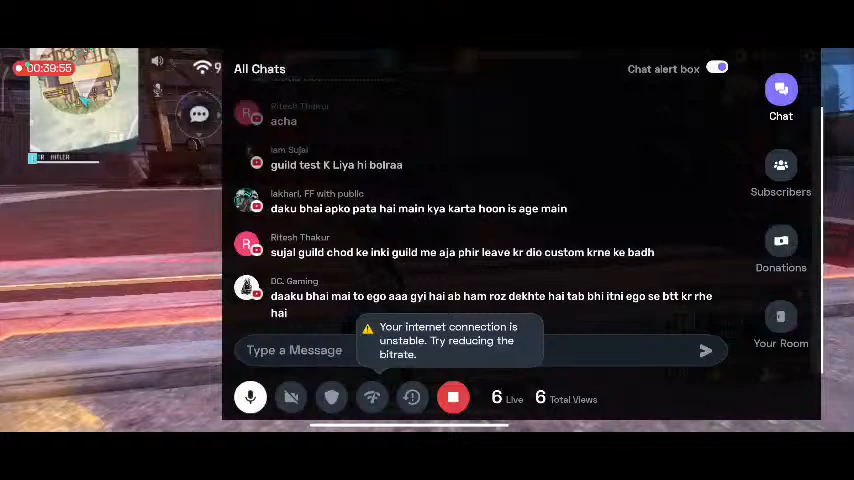 00:39:55
9
All Chats
Chat alert box
Chat
Ritesh Thakur
acha
iam Sujal
guild test K Liya hi bolraa
lakhari. FF with public
daku bhai apko pata hai main kya karta hoon is age main
Subscribers
Ritesh Thakur
sujal guild chod ke inki guild me aja phir leave kr dio custom krne ke badh
Donations
DC. Gaming
daaku bhai mai to ego aaa gyi hai ab ham roz dekhte hai tab bhi itni ego se btt kr rhe
hai
Your internet connection is
unstable. Try reducing the
bitrate.
Type a Message
Your Room
6 Live 6 Total Views